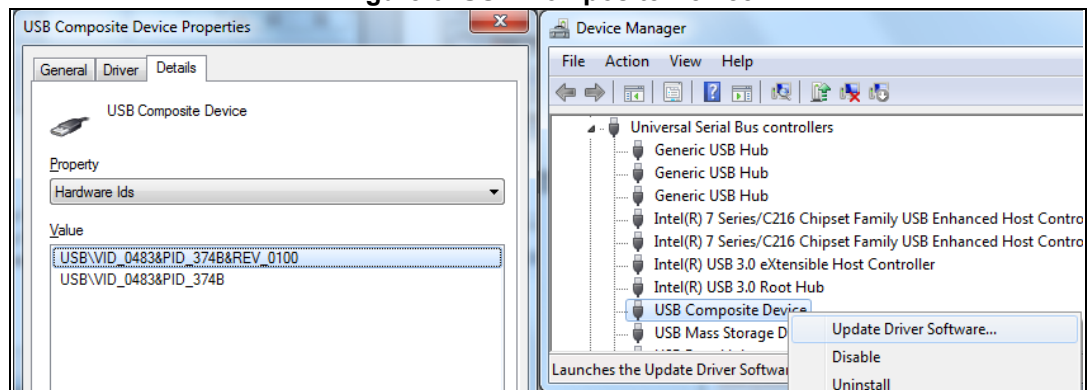 USB Composite Device Properties
General
Driver
Details
USB Composite Device
Property
Hardware Ids
Value
USB\VID_0483&PID_374B&REV_0100
USB\VID_0483&PID_374B
Device Manager
File Action View Help
Universal Serial Bus controllers
Generic USB Hub
Generic USB Hub
Generic USB Hub
Intel(R) 7 Series/C216 Chipset Family USB Enhanced Host Contro
Intel(R) 7 Series/C216 Chipset Family USB Enhanced Host Contro
Intel(R) USB 3.0 eXtensible Host Controller
Intel(R) USB 3.0 Root Hub
USB Composite Device
USB Mass Storage D
Update Driver Software...
Disable
Uninstall
Launches the Update Driver Softwar